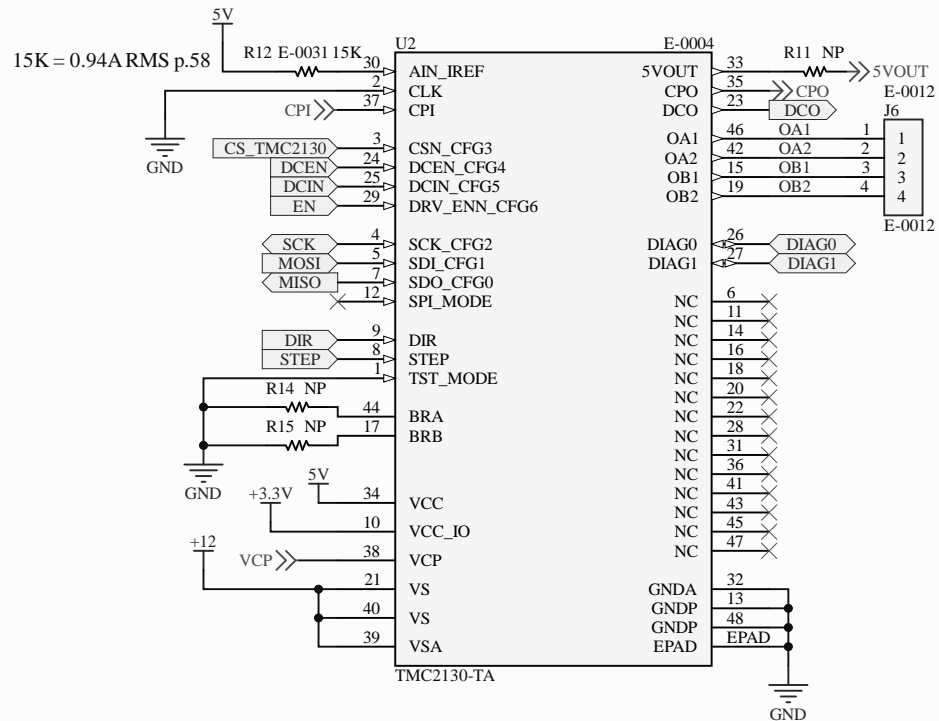 5V
15K = 0.94A RMS p.58
R12 E-0031 15K
U2
E-0004
30 AIN_IREF
2 CLK
37 CPI
CPI
GND
CS_TMC2130 3 CSN_CFG3
DCEN 24 DCEN_CFG4
DCIN 25 DCIN_CFG5
EN 29 DRV_ENN_CFG6
SCK 4 SCK_CFG2
MOSI 5 SDI_CFG1
MISO 7 SDO_CFG0
12 SPI_MODE
DIR 9 DIR
STEP 8 STEP
1 TST_MODE
R14 NP
44 BRA
R15 NP
17 BRB
GND
5V
34 VCC
+3.3V
10 VCC_IO
+12
VCP 38 VCP
21 VS
40 VS
39 VSA
TMC2130-TA
5VOUT 33 R11 NP 5VOUT
CPO 35 CPO
DCO 23 DCO
E-0012
J6
OA1 46 OA1 1 1
OA2 42 OA2 2 2
OB1 15 OB1 3 3
OB2 19 OB2 4 4
E-0012
DIAG0 26 DIAG0
DIAG1 27 DIAG1
NC 6
NC 11
NC 14
NC 16
NC 18
NC 20
NC 22
NC 28
NC 31
NC 36
NC 41
NC 43
NC 45
NC 47
GNDA 32
GNDP 13
GNDP 48
EPAD EPAD
GND